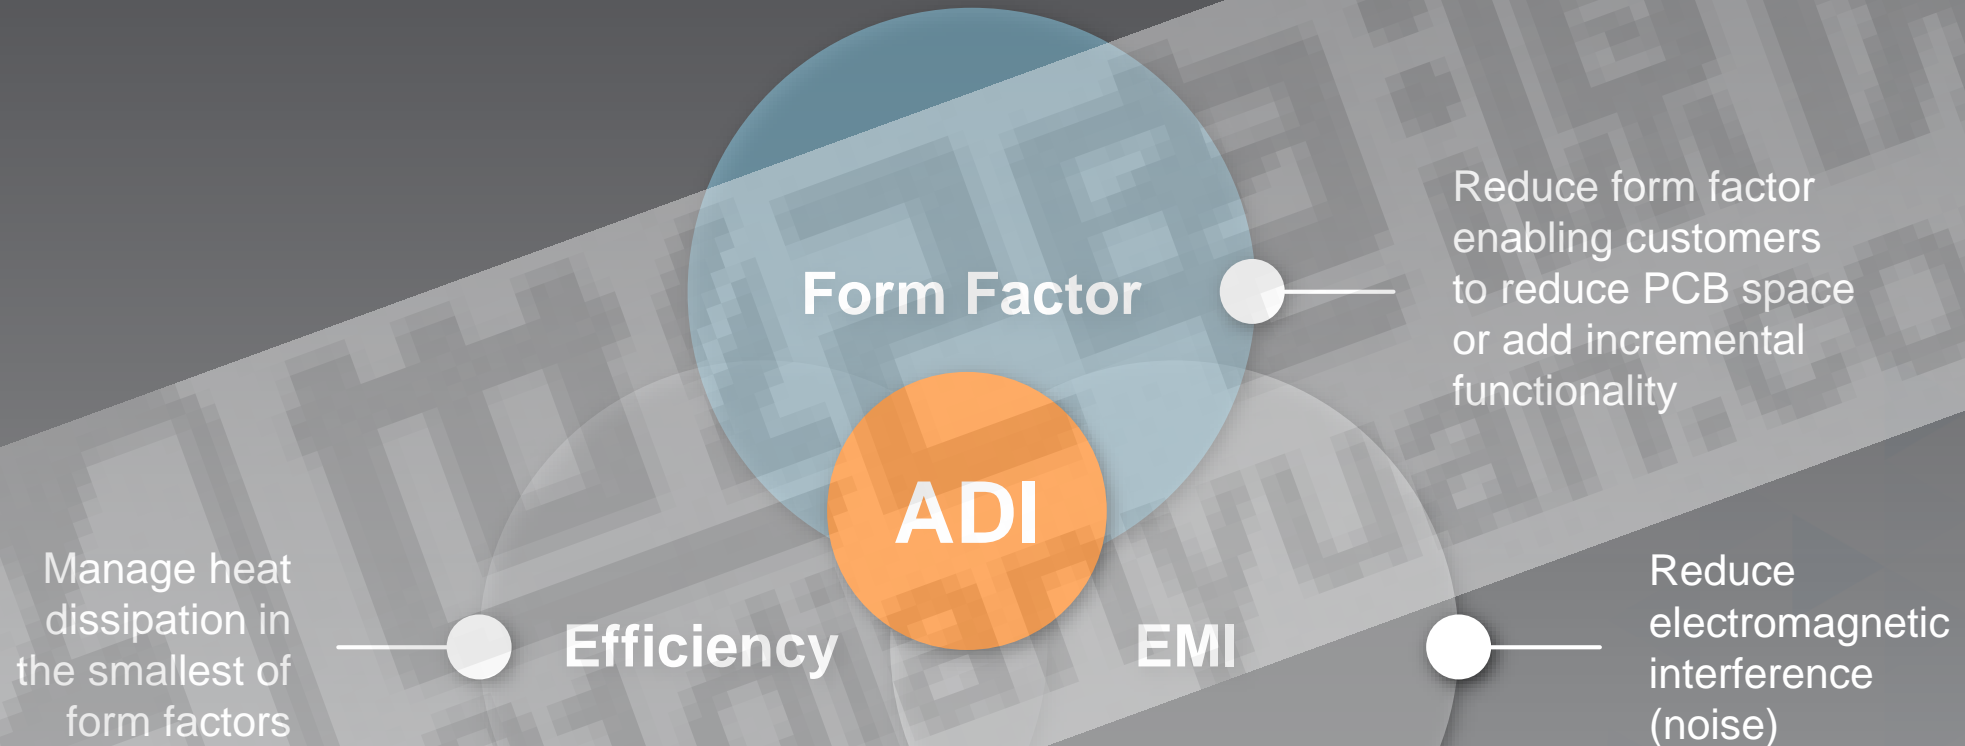 Form Factor
Reduce form factor
enabling customers
to reduce PCB space
or add incremental
functionality
ADI
Manage heat
dissipation in
the smallest of
form factors
Efficiency
EMI
Reduce
electromagnetic
interference
(noise)